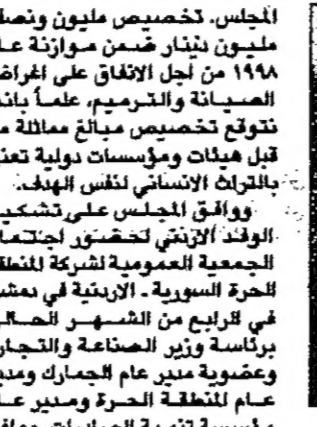 المجلس، تخصيص مليون ونصف
مليون دينار ضمن موازنة عام
١٩٩٨ من أجل الانفاق على اغراض
الصيانة والترميم، علماً بأننا
نتوقع تخصيص مبالغ مماثلة من
قبل هيئات ومؤسسات دولية تعنى
بالتراث الانساني لنفس الهدف.
ووافق المجلس على تشكيل
الوفد الاردني لحضور اجتماع
الجمعية العمومية لشركة المنطقة
الحرة السورية ـ الاردنية في دمشق
في الرابع من الشهر الحالي
برئاسة وزير الصناعة والتجارة
وعضوية مدير عام الجمارك ومدير
عام المنطقة الحرة ومدير عام